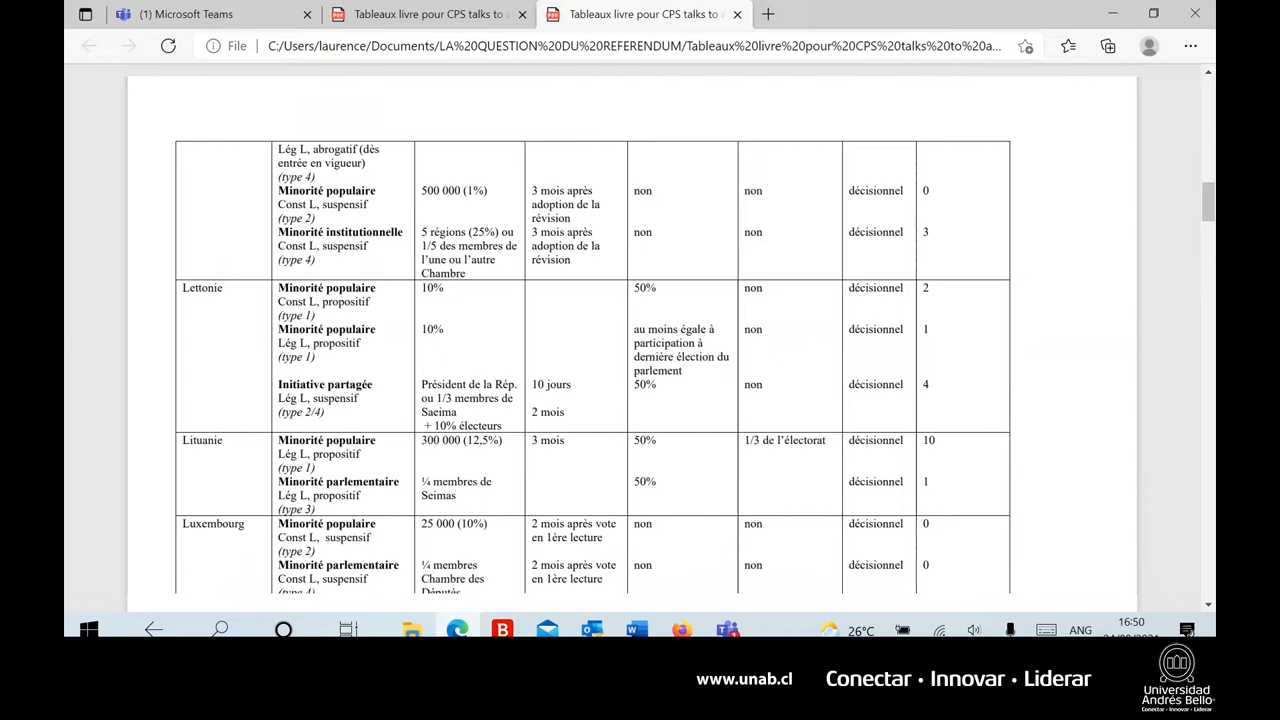 (1) Microsoft Teams
Tableaux livre pour CPS talks to a
Tableaux livre pour CPS talks to a
File
C:/Users/laurence/Documents/LA%20QUESTION%20DU%20REFERENDUM/Tableaux%20livre%20pour%20CPS%20talks%20to%20a...
Lég L, abrogatif (dès
entrée en vigueur)
(type 4)
Minorité populaire 500 000 (1%) 3 mois après non non décisionnel 0
Const L, suspensif adoption de la
(type 2) révision
Minorité institutionnelle 5 régions (25%) ou 3 mois après non non décisionnel 3
Const L, suspensif 1/5 des membres de adoption de la
(type 4) l'une ou l'autre révision
Chambre
Lettonie Minorité populaire 10% 50% non décisionnel 2
Const L, propositif
(type 1)
Minorité populaire 10% au moins égale à non décisionnel 1
Lég L, propositif participation à
(type 1) dernière élection du
parlement
Initiative partagée Président de la Rép. 10 jours 50% non décisionnel 4
Lég L, suspensif ou 1/3 membres de
(type 2/4) Saeima 2 mois
+ 10% électeurs
Lituanie Minorité populaire 300 000 (12,5%) 3 mois 50% 1/3 de l'électorat décisionnel 10
Lég L, propositif
(type 1)
Minorité parlementaire ¼ membres de 50% décisionnel 1
Lég L, propositif Seimas
(type 3)
Luxembourg Minorité populaire 25 000 (10%) 2 mois après vote non non décisionnel 0
Const L, suspensif en 1ère lecture
(type 2)
Minorité parlementaire ¼ membres 2 mois après vote non non décisionnel 0
Const L, suspensif Chambre des en 1ère lecture
(type 4) Députés
26°C ANG 16:50
www.unab.cl Conectar · Innovar · Liderar
Universidad
Andrés Bello
Conectar · Innovar · Liderar